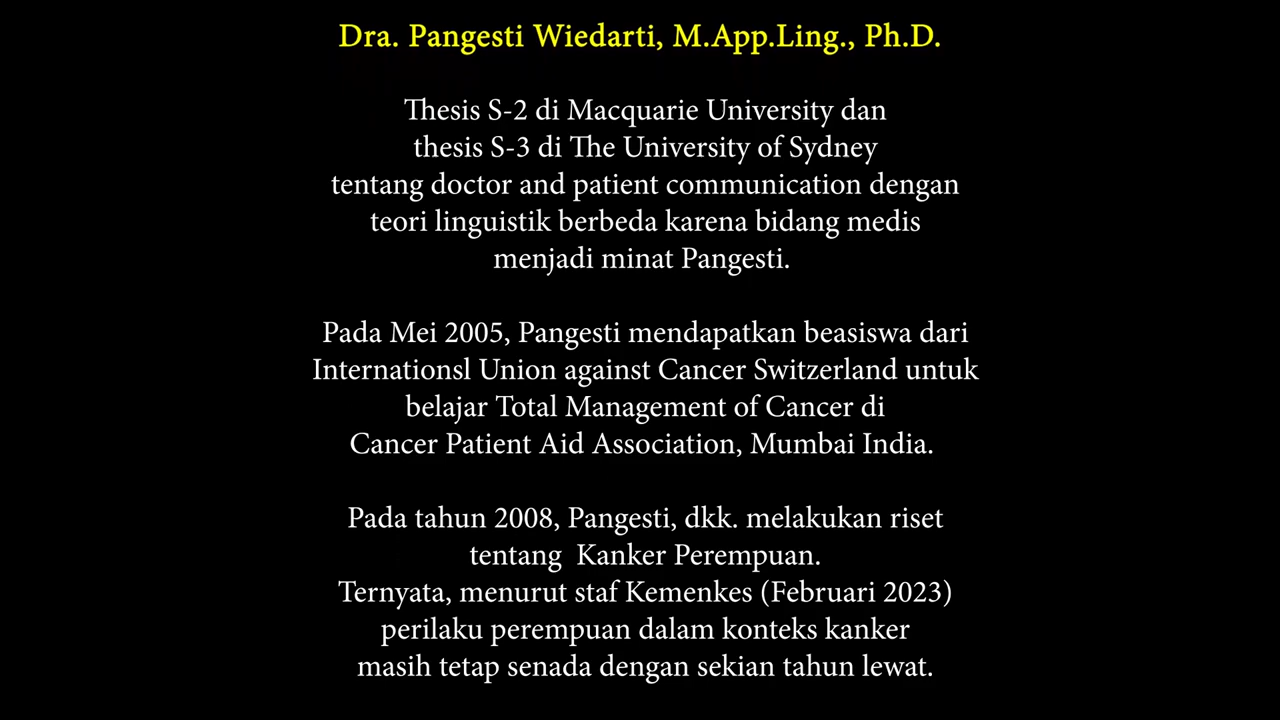 Dra. Pangesti Wiedarti, M.App.Ling., Ph.D.
Thesis S-2 di Macquarie University dan
thesis S-3 di The University of Sydney
tentang doctor and patient communication dengan
teori linguistik berbeda karena bidang medis
menjadi minat Pangesti.
Pada Mei 2005, Pangesti mendapatkan beasiswa dari
Internationsl Union against Cancer Switzerland untuk
belajar Total Management of Cancer di
Cancer Patient Aid Association, Mumbai India.
Pada tahun 2008, Pangesti, dkk. melakukan riset
tentang  Kanker Perempuan.
Ternyata, menurut staf Kemenkes (Februari 2023)
perilaku perempuan dalam konteks kanker
masih tetap senada dengan sekian tahun lewat.